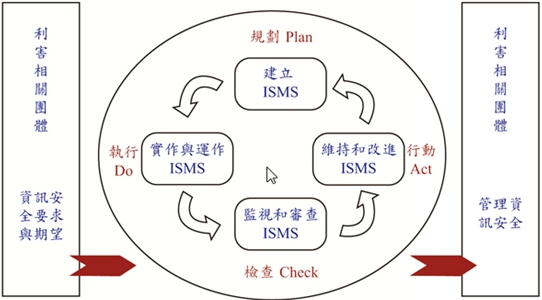 利害相關團體
資訊安
全要求
與期望
規劃 Plan
建立
ISMS
執行
Do
實作與運作
ISMS
維持和改進
ISMS
行動
Act
監視和審查
ISMS
檢查 Check
利害相關團體
管理資
訊安全